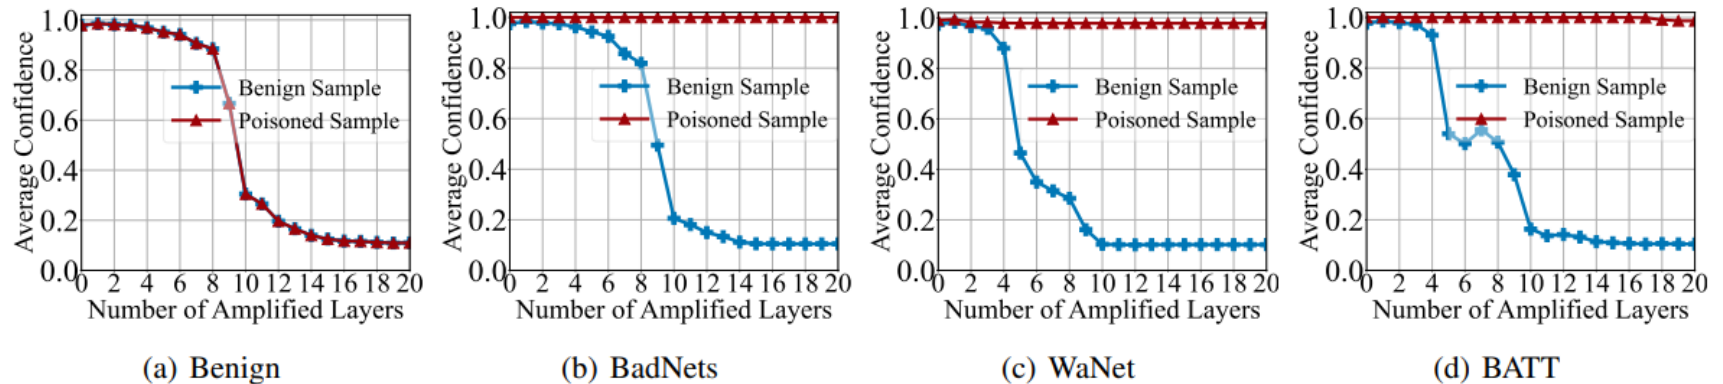 Average Confidence
1.0
0.8
0.6
0.4
0.2
0.0
Benign Sample
Poisoned Sample
0 2 4 6 8 10 12 14 16 18 20
Number of Amplified Layers
(a) Benign
Average Confidence
1.0
0.8
0.6
0.4
0.2
0.0
Benign Sample
Poisoned Sample
0 2 4 6 8 10 12 14 16 18 20
Number of Amplified Layers
(b) BadNets
Average Confidence
1.0
0.8
0.6
0.4
0.2
0.0
Benign Sample
Poisoned Sample
0 2 4 6 8 10 12 14 16 18 20
Number of Amplified Layers
(c) WaNet
Average Confidence
1.0
0.8
0.6
0.4
0.2
0.0
Benign Sample
Poisoned Sample
0 2 4 6 8 10 12 14 16 18 20
Number of Amplified Layers
(d) BATT